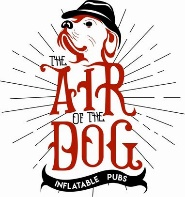 THE
AIR
OF THE
DOG
INFLATABLE PUBS